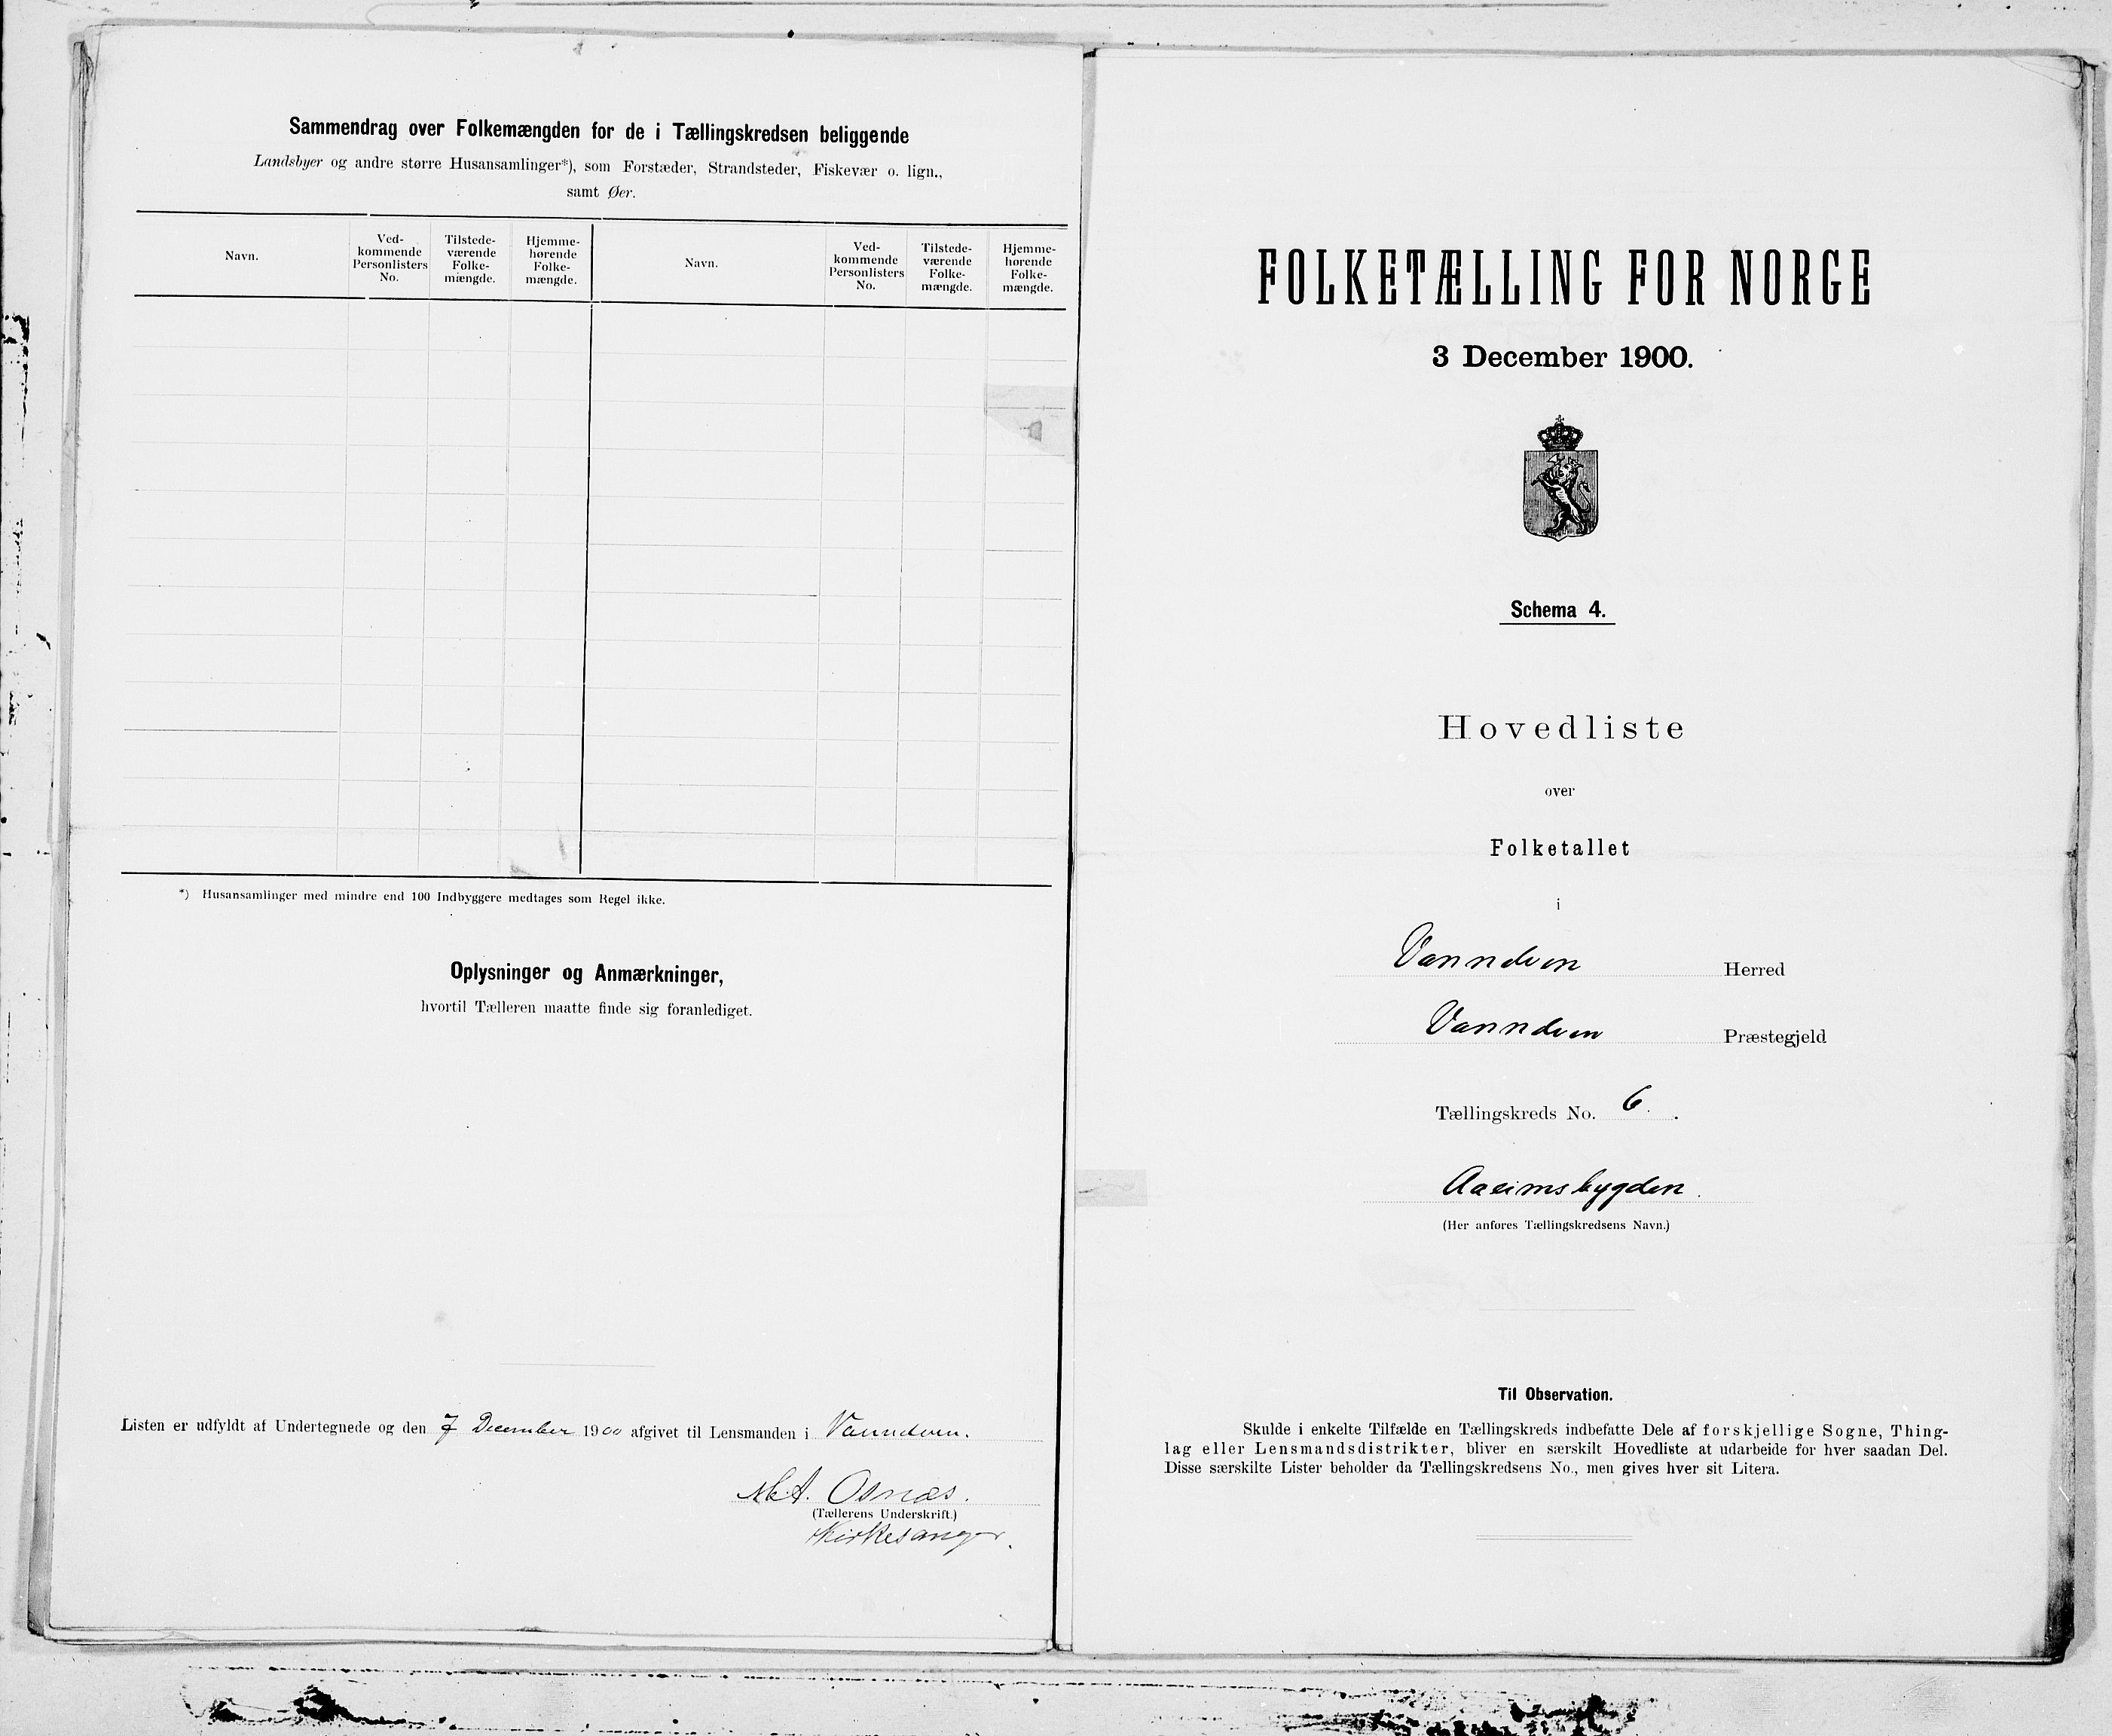 Sammendrag over Folkemængden for de i Tællingskredsen beliggende
Landsbyer og andre større Husansamlinger*), som Forstæder, Strandsteder, Fiskevær o. lign.,
samt Øer.
Navn.
Ved-
kommende
Personlisters
No.
Tilstede-
værende
Folke-
mængde.
Hjemme-
hørende
Folke-
mængde.
Navn.
Ved-
kommende
Personlisters
No.
Tilstede-
værende
Folke-
mængde.
Hjemme-
hørende
Folke-
mængde.
*) Husansamlinger med mindre end 100 Indbyggere medtages som Regel ikke.
Oplysninger og Anmærkninger,
hvortil Tælleren maatte finde sig foranlediget.
Listen er udfyldt af Undertegnede og den 7 December 1900 afgivet til Lensmanden i Vanndven.
Osnæs.
(Tællerens Underskrift.)
Kirkesanger.
FOLKETÆLLING FOR NORGE
3 December 1900.
Schema 4.
Hovedliste
over
Folketallet
i
Vanndven Herred
Vanndven Præstegjeld
Tællingskreds No. 6.
Aaeimsbygden.
(Her anføres Tællingskredsens Navn.)
Til Observation.
Skulde i enkelte Tilfælde en Tællingskreds indbefatte Dele af forskjellige Sogne, Thing-
lag eller Lensmandsdistrikter, bliver en særskilt Hovedliste at udarbeide for hver saadan Del.
Disse særskilte Lister beholder da Tællingskredsens No., men gives hver sit Litera.